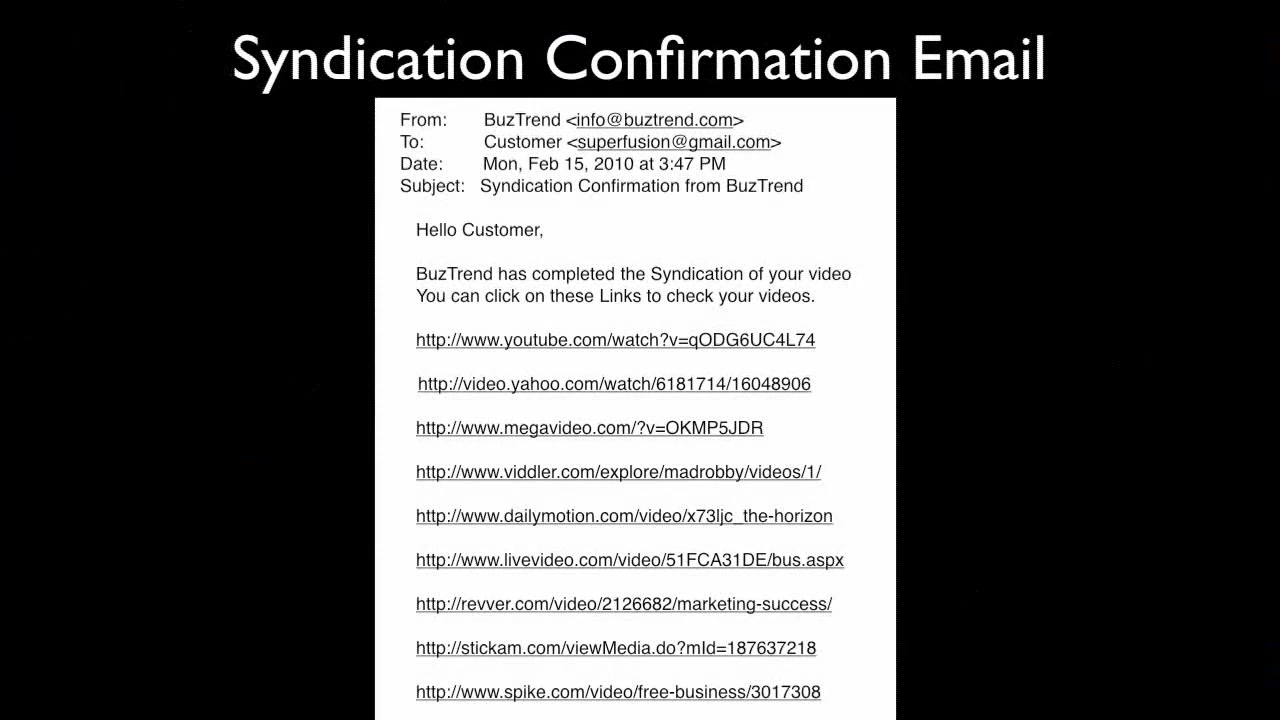 Syndication Confirmation Email
From: BuzTrend <info@buztrend.com>
To: Customer <superfusion@gmail.com>
Date: Mon, Feb 15, 2010 at 3:47 PM
Subject: Syndication Confirmation from BuzTrend
Hello Customer,
BuzTrend has completed the Syndication of your video
You can click on these Links to check your videos.
http://www.youtube.com/watch?v=qODG6UC4L74
http://video.yahoo.com/watch/6181714/16048906
http://www.megavideo.com/?v=OKMP5JDR
http://www.viddler.com/explore/madrobby/videos/1/
http://www.dailymotion.com/video/x73ljc_the-horizon
http://www.livevideo.com/video/51FCA31DE/bus.aspx
http://revver.com/video/2126682/marketing-success/
http://stickam.com/viewMedia.do?mId=187637218
http://www.spike.com/video/free-business/3017308